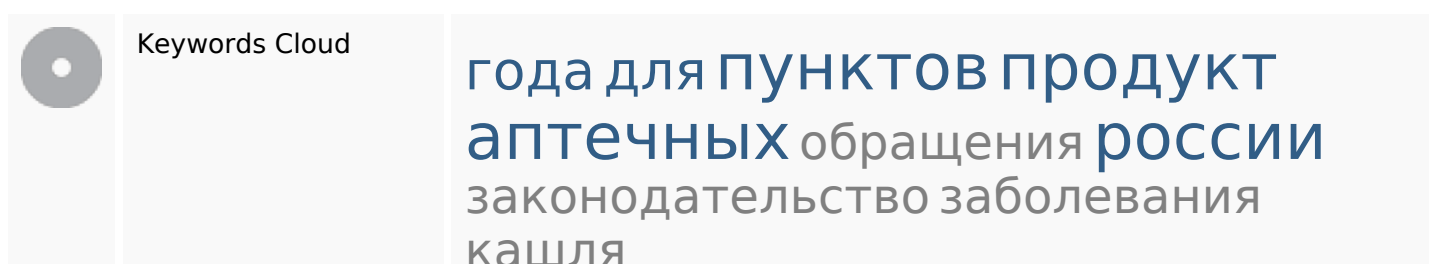 Keywords Cloud
года для пунктов продукт
аптечных обращения россии
законодательство заболевания
кашля